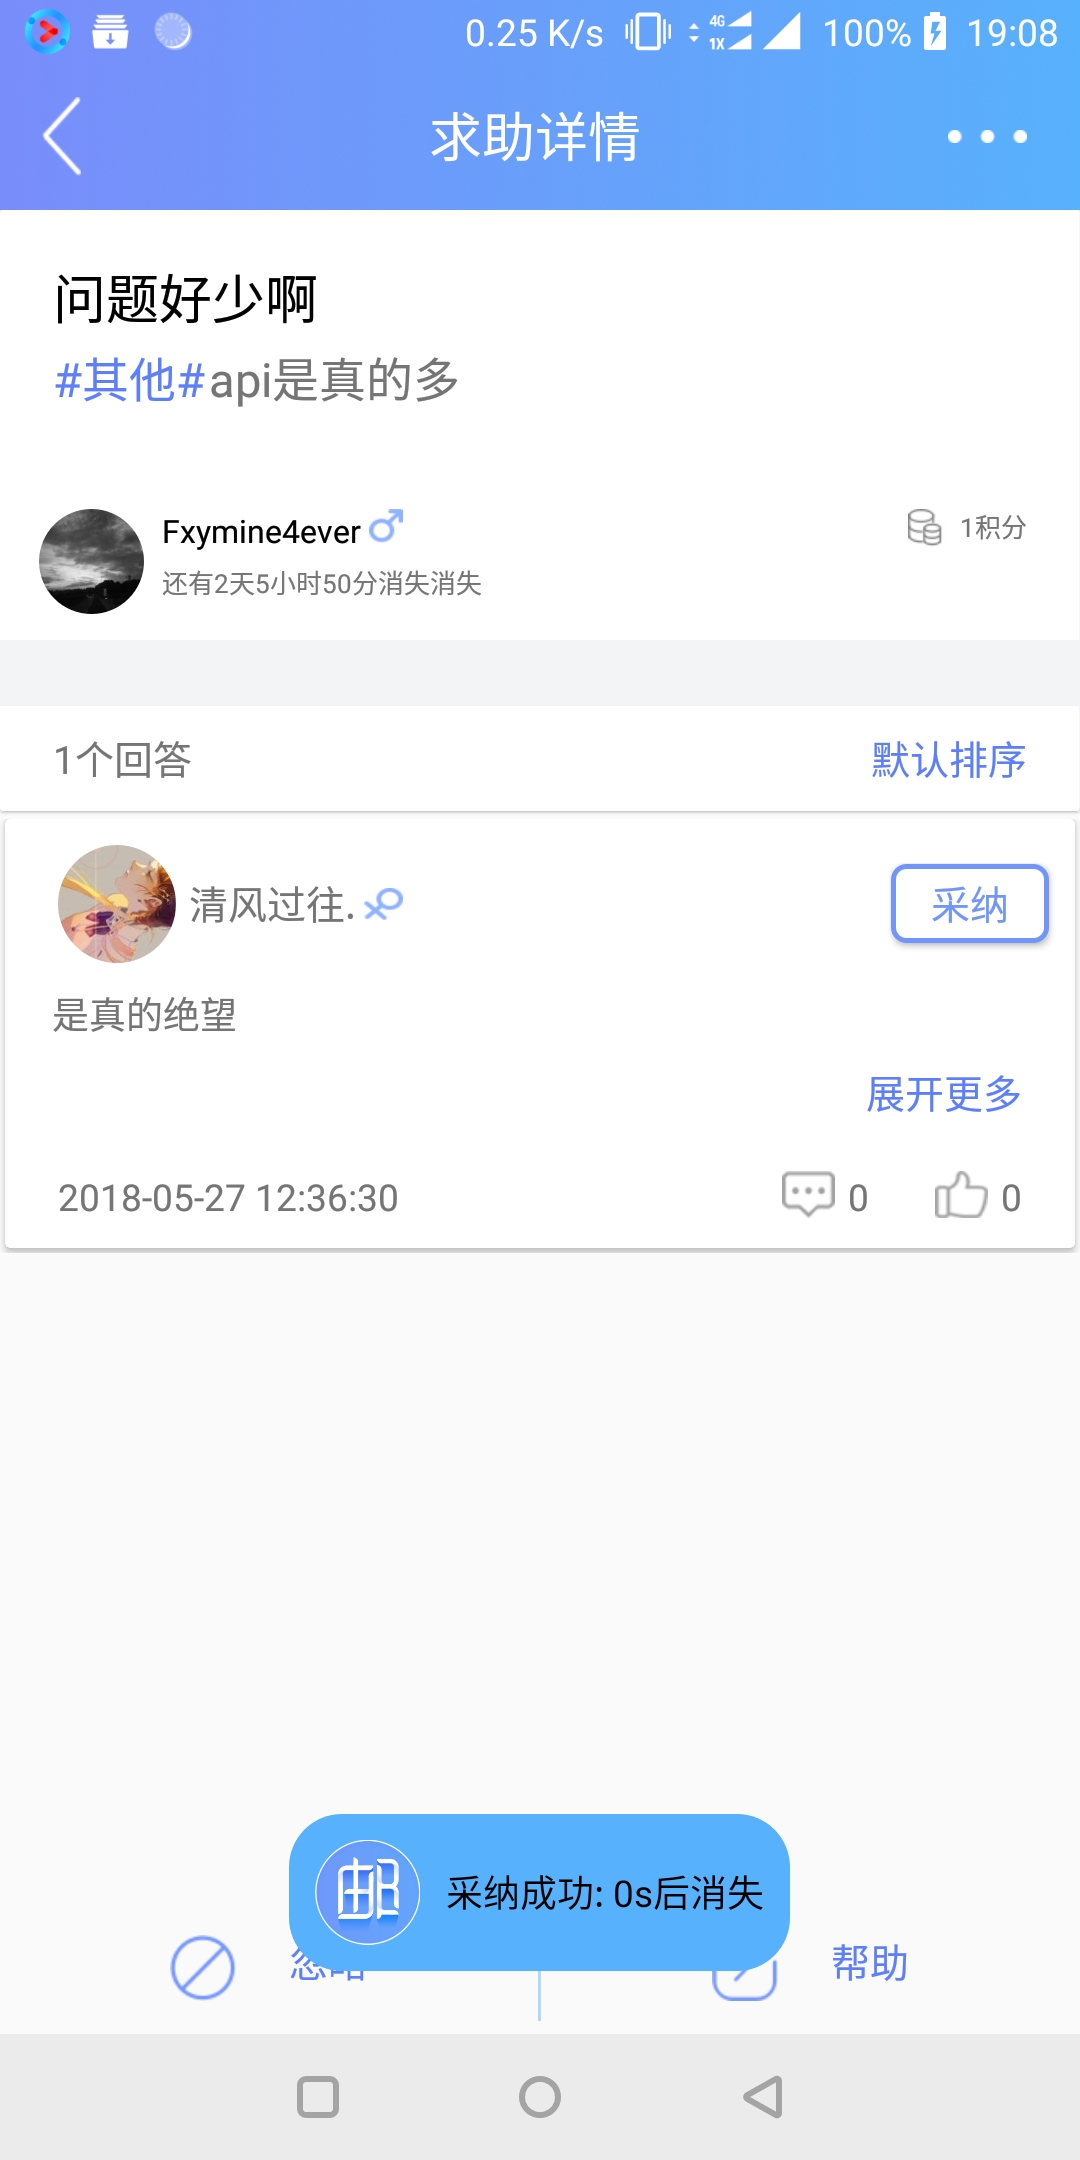 0.25 K/s 4G 1X 100% 19:08
求助详情
问题好少啊
#其他#api是真的多
Fxymine4ever
1积分
还有2天5小时50分消失消失
1个回答
默认排序
清风过往.
采纳
是真的绝望
展开更多
2018-05-27 12:36:30
0
0
邮
采纳成功: 0s后消失
忽略
帮助